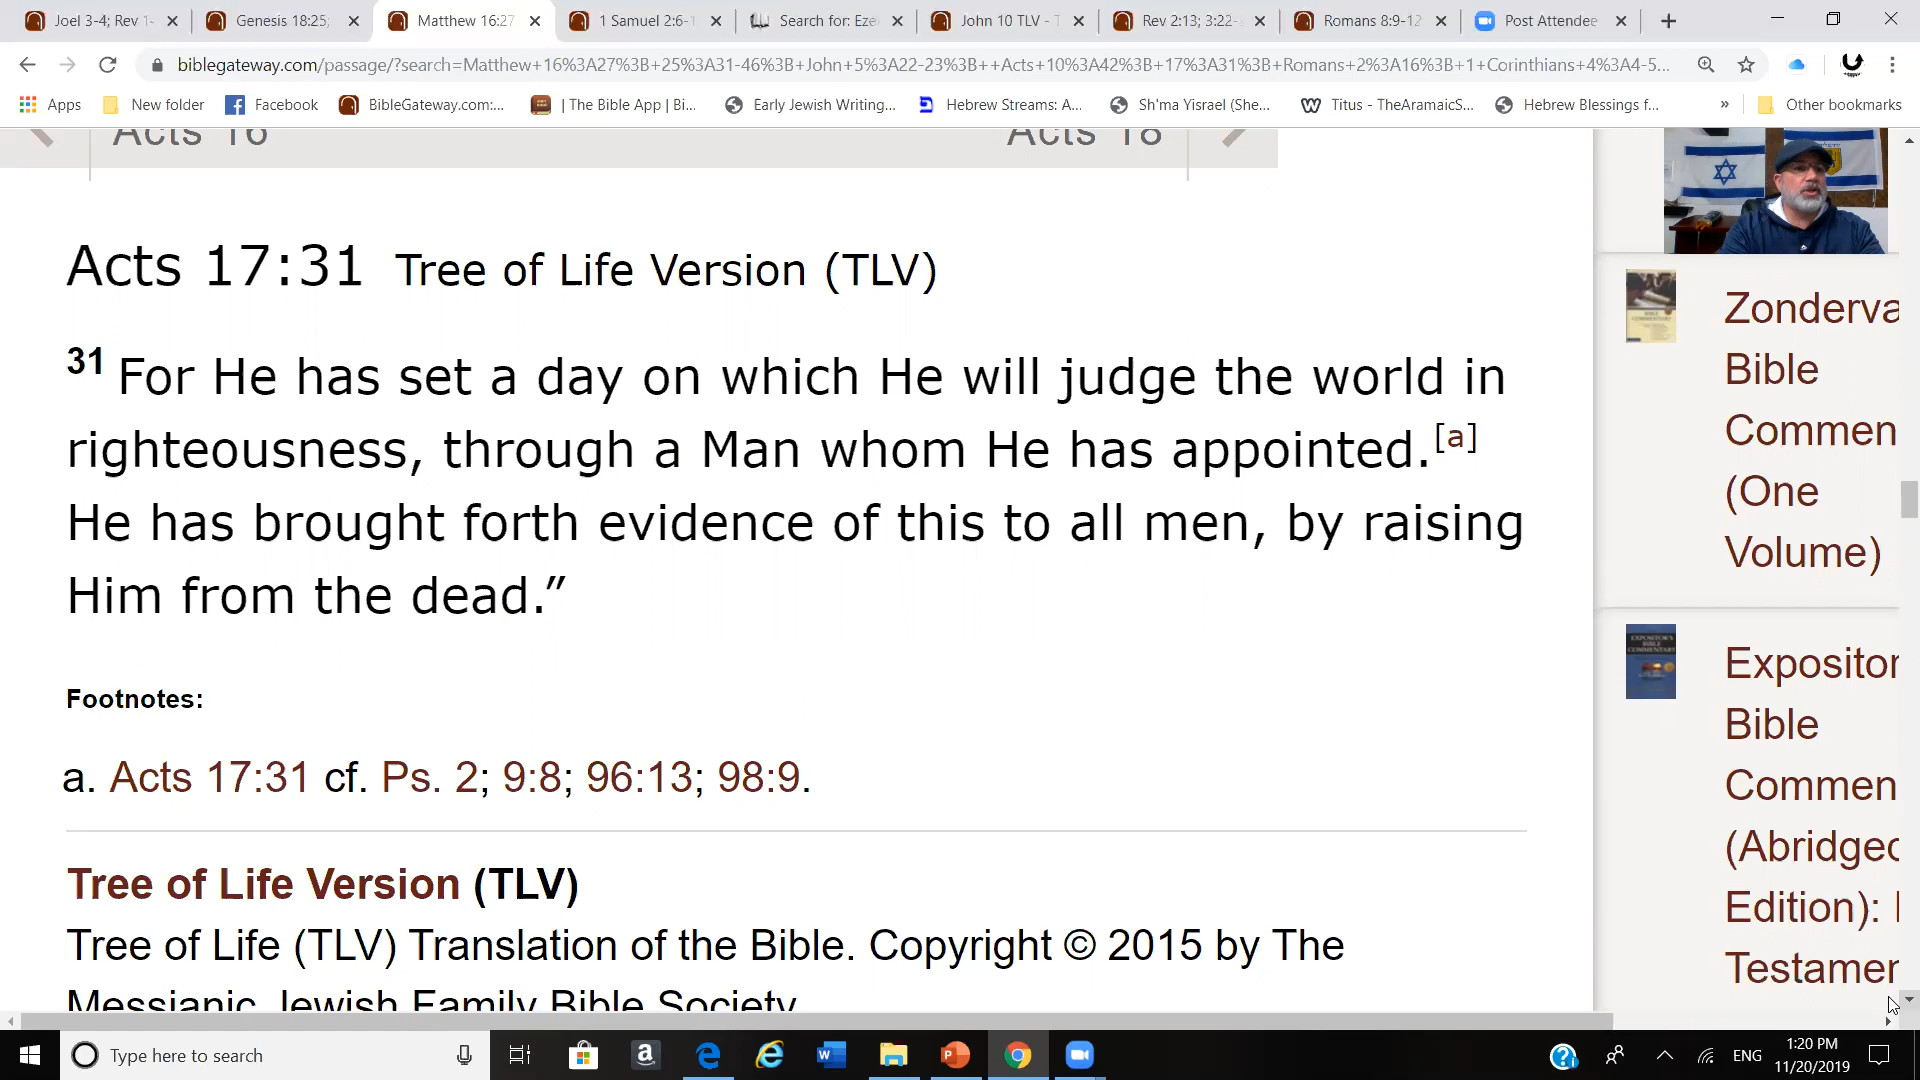 Joel 3-4; Rev 1
Genesis 18:25;
Matthew 16:27
1 Samuel 2:6-
Search for: Eze
John 10 TLV -
Rev 2:13; 3:22-
Romans 8:9-12
Post Attendee
biblegateway.com/passage/?search=Matthew+16%3A27%3B+25%3A31-46%3B+John+5%3A22-23%3B++Acts+10%3A42%3B+17%3A31%3B+Romans+2%3A16%3B+1+Corinthians+4%3A4-5...
Apps
New folder
Facebook
BibleGateway.com:...
| The Bible App | Bi...
Early Jewish Writing...
Hebrew Streams: A...
Sh'ma Yisrael (She...
Titus - TheAramaicS...
Hebrew Blessings f...
»
Other bookmarks
Acts 16
Acts 18
Acts 17:31 Tree of Life Version (TLV)
31 For He has set a day on which He will judge the world in
righteousness, through a Man whom He has appointed.[a]
He has brought forth evidence of this to all men, by raising
Him from the dead.”
Footnotes:
a. Acts 17:31 cf. Ps. 2; 9:8; 96:13; 98:9.
Tree of Life Version (TLV)
Tree of Life (TLV) Translation of the Bible. Copyright © 2015 by The
Messianic Jewish Family Bible Society.
Zonderva
Bible
Commen
(One
Volume)
Expositor
Bible
Commen
(Abridged
Edition):
Testamen
Type here to search
ENG
1:20 PM
11/20/2019